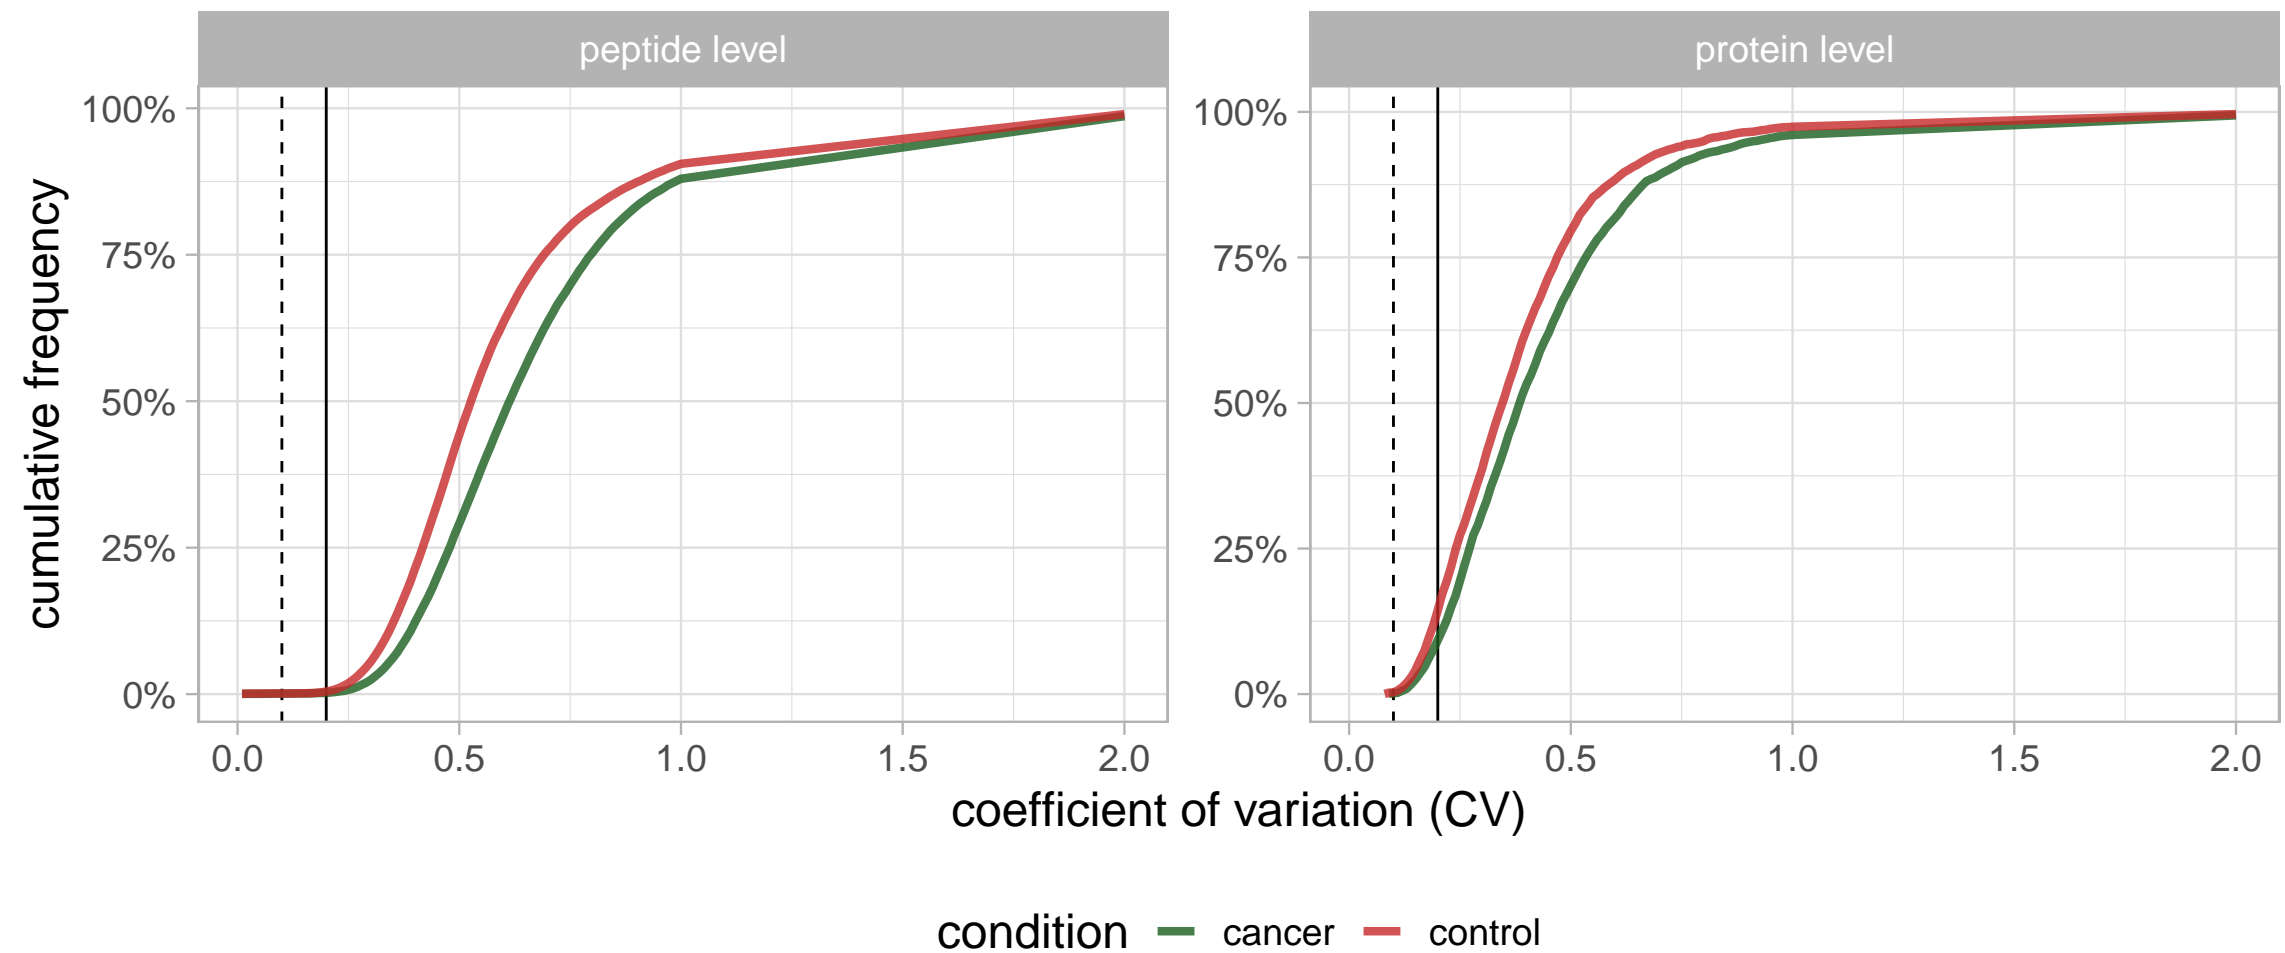 peptide level
protein level
cumulative frequency
100%
75%
50%
25%
0%
100%
75%
50%
25%
0%
0.0 0.5 1.0 1.5 2.0
0.0 0.5 1.0 1.5 2.0
coefficient of variation (CV)
condition cancer control